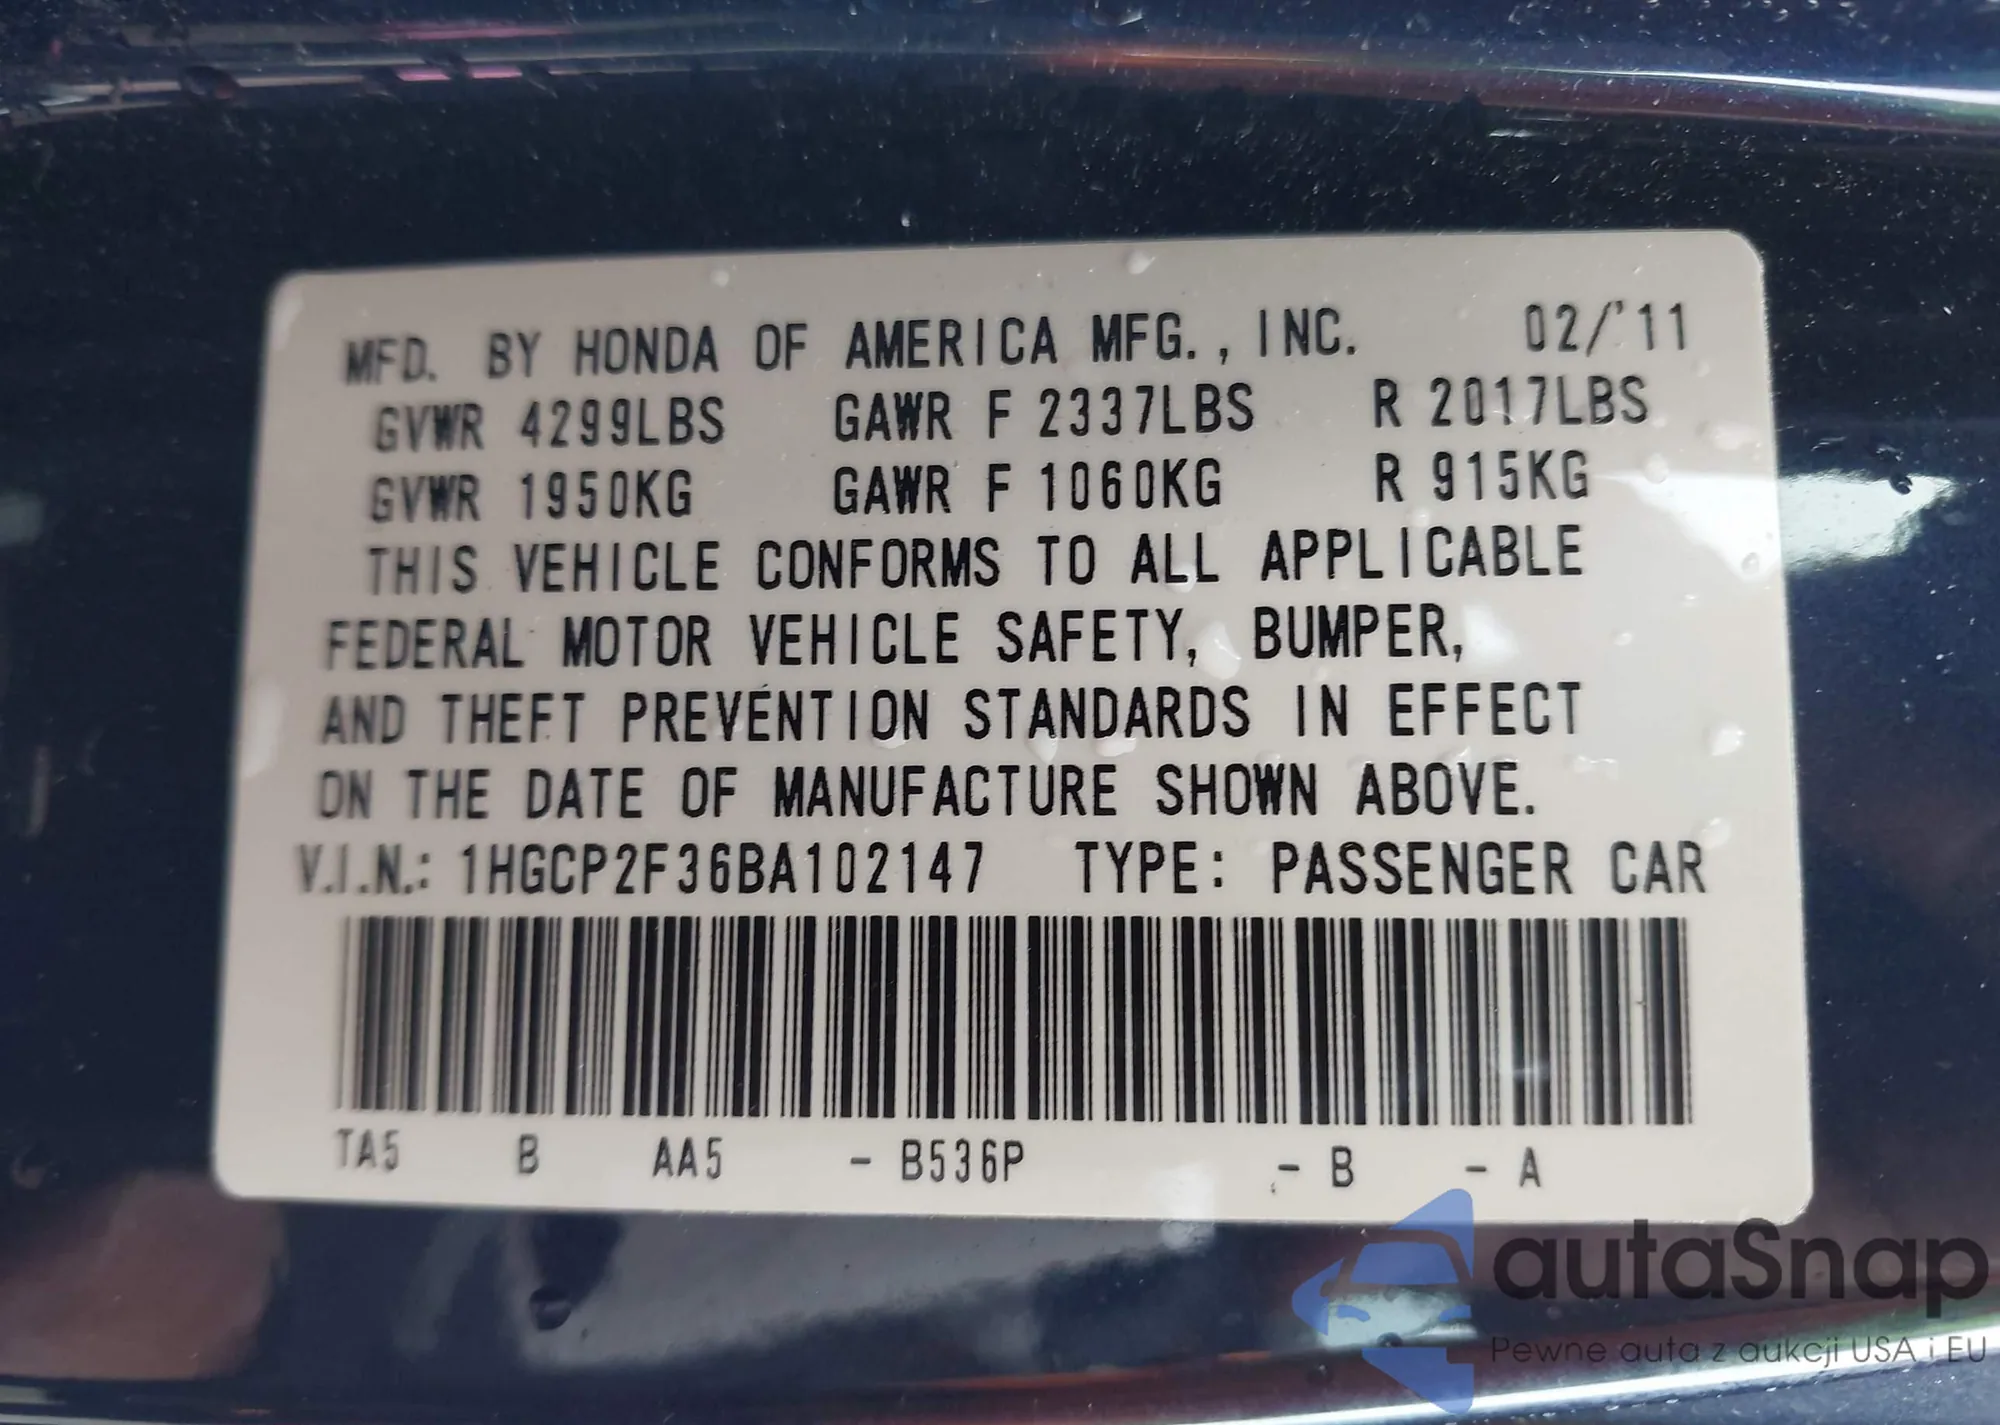 MFD. BY HONDA OF AMERICA MFG., INC. 02/'11
GVWR 4299LBS GAWR F 2337LBS R 2017LBS
GVWR 1950KG GAWR F 1060KG R 915KG
THIS VEHICLE CONFORMS TO ALL APPLICABLE
FEDERAL MOTOR VEHICLE SAFETY, BUMPER,
AND THEFT PREVENTION STANDARDS IN EFFECT
ON THE DATE OF MANUFACTURE SHOWN ABOVE.
V.I.N.: 1HGCP2F36BA102147 TYPE: PASSENGER CAR
TA5 B AA5 - B536P - B - A
autaSnap
Pewne auta z aukcji USA i EU